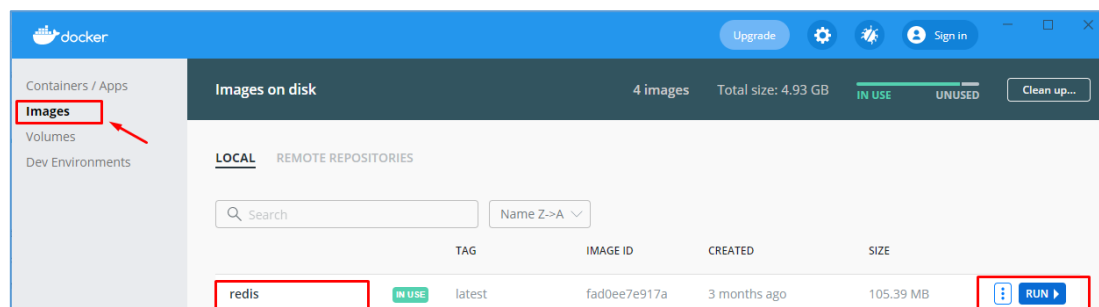 docker
Upgrade
Sign in
Containers / Apps
Images
Volumes
Dev Environments
Images on disk
4 images
Total size: 4.93 GB
IN USE
UNUSED
Clean up...
LOCAL
REMOTE REPOSITORIES
Search
Name Z->A
TAG
IMAGE ID
CREATED
SIZE
redis
IN USE
latest
fad0ee7e917a
3 months ago
105.39 MB
RUN